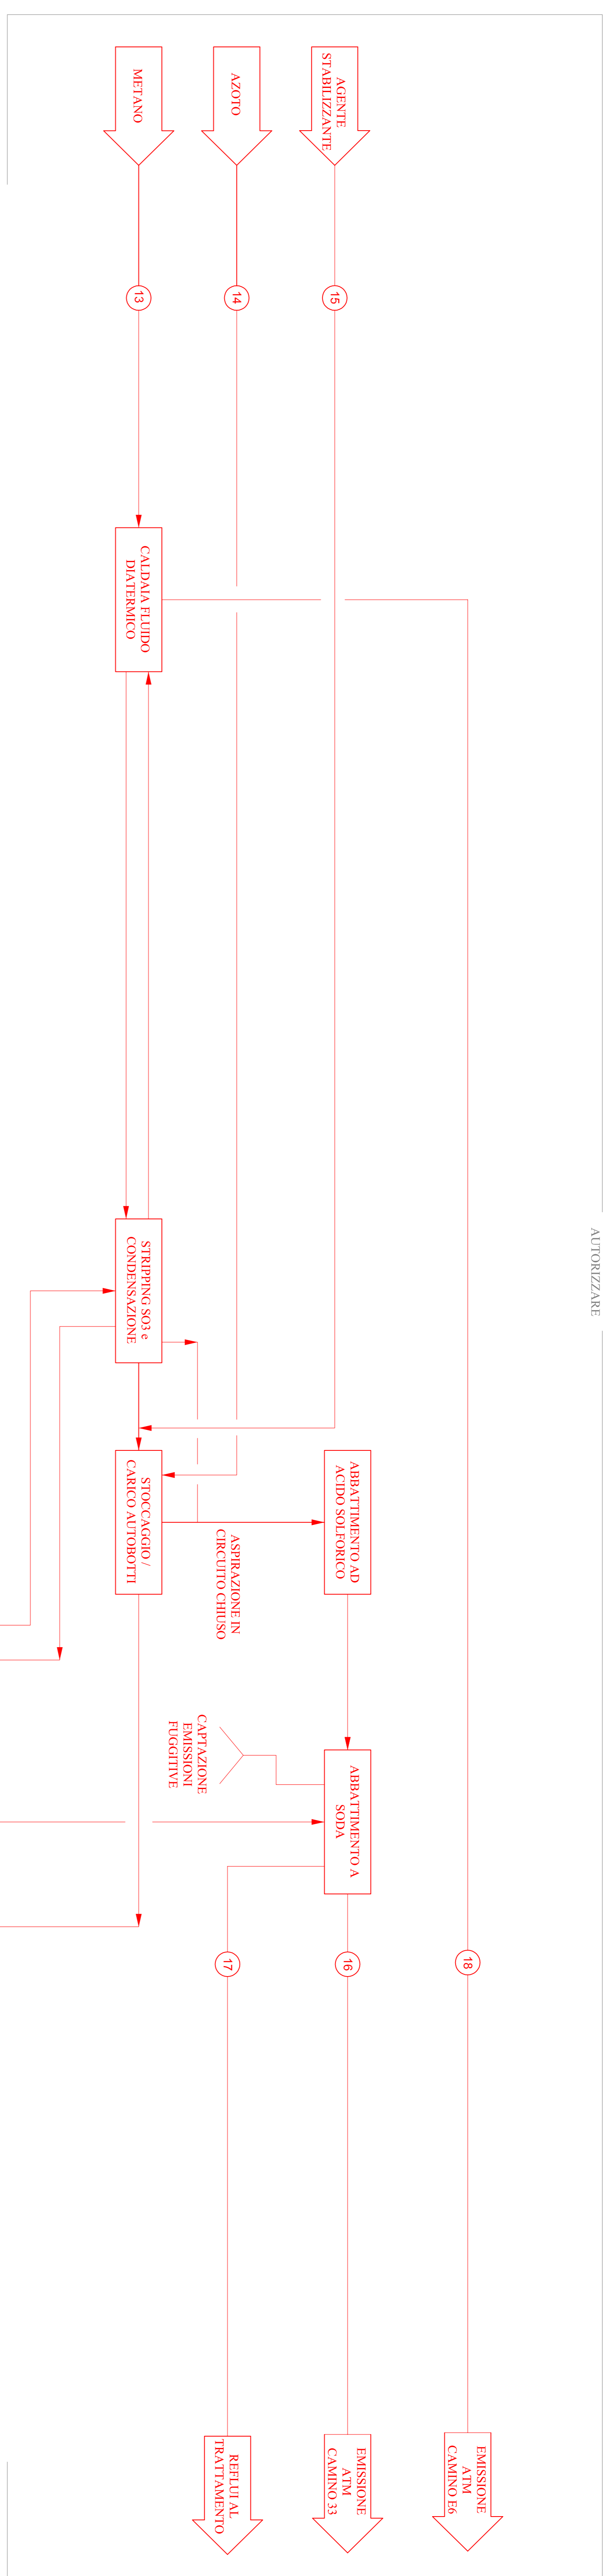 AGENTE
STABILIZZANTE
AZOTO
METANO
15
14
13
CALDAIA FLUIDO
DIATERMICO
AUTORIZZARE
STRIPPING SO3 e
CONDENSAZIONE
ABBATTIMENTO AD
ACIDO SOLFORICO
STOCCAGGIO /
CARICO AUTOBOTTI
ASPIRAZIONE IN
CIRCUITO CHIUSO
CAPTAZIONE
EMISSIONI
FUGGITIVE
ABBATTIMENTO A
SODA
18
16
17
EMISSIONE
ATM
CAMINO E6
EMISSIONE
ATM
CAMINO 33
REFLUI AL
TRATTAMENTO